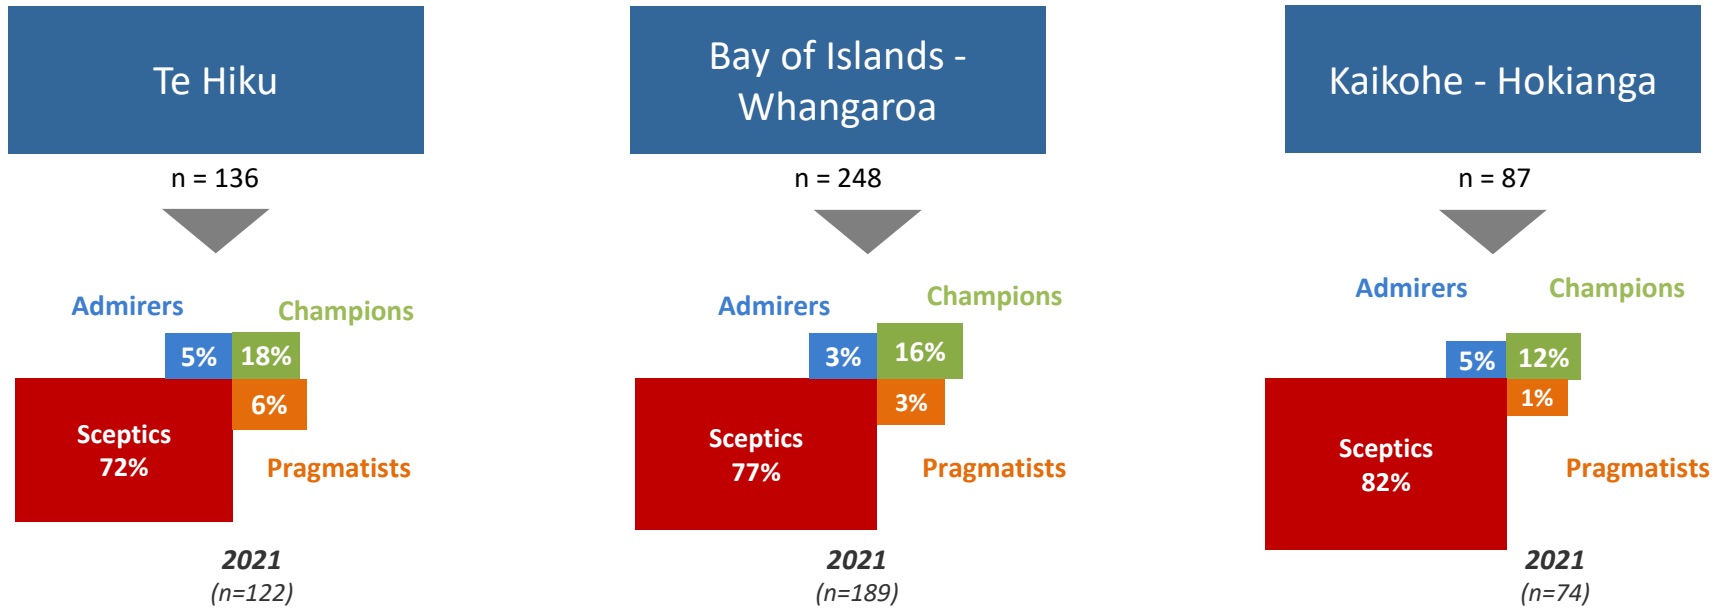 Te Hiku
n = 136
Admirers
Champions
5%
18%
6%
Sceptics
72%
Pragmatists
2021
(n=122)
Bay of Islands -
Whangaroa
n = 248
Admirers
Champions
3%
16%
3%
Sceptics
77%
Pragmatists
2021
(n=189)
Kaikohe - Hokianga
n = 87
Admirers
Champions
5%
12%
1%
Sceptics
82%
Pragmatists
2021
(n=74)